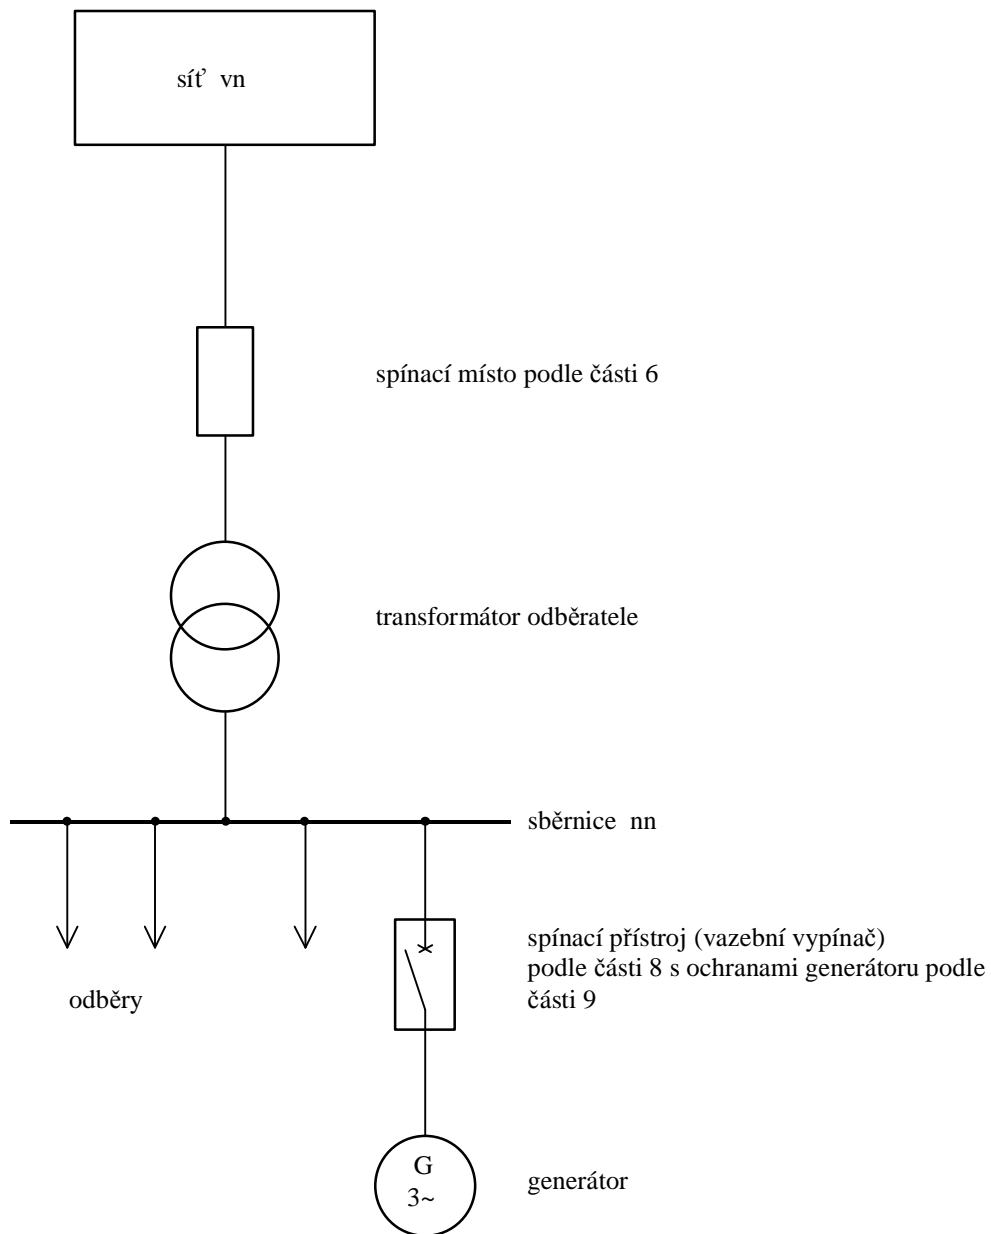 síť vn
spínací místo podle části 6
transformátor odběratele
sběrnice nn
spínací přístroj (vazební vypínač)
podle části 8 s ochranami generátoru podle
části 9
odběry
G
3~
generátor